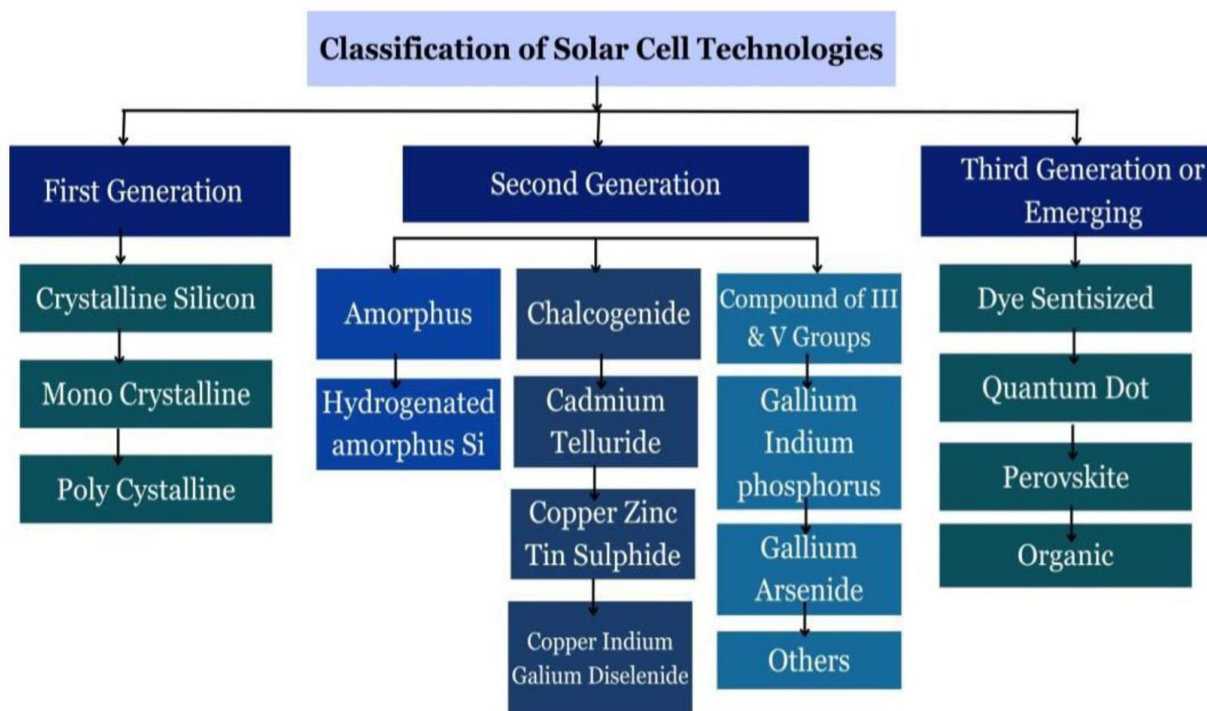 Classification of Solar Cell Technologies
First Generation
Second Generation
Third Generation or
Emerging
Crystalline Silicon
Mono Crystalline
Poly Cystalline
Amorphus
Hydrogenated
amorphus Si
Chalcogenide
Cadmium
Telluride
Copper Zinc
Tin Sulphide
Copper Indium
Galium Diselenide
Compound of III
& V Groups
Gallium
Indium
phosphorus
Gallium
Arsenide
Others
Dye Sentisized
Quantum Dot
Perovskite
Organic